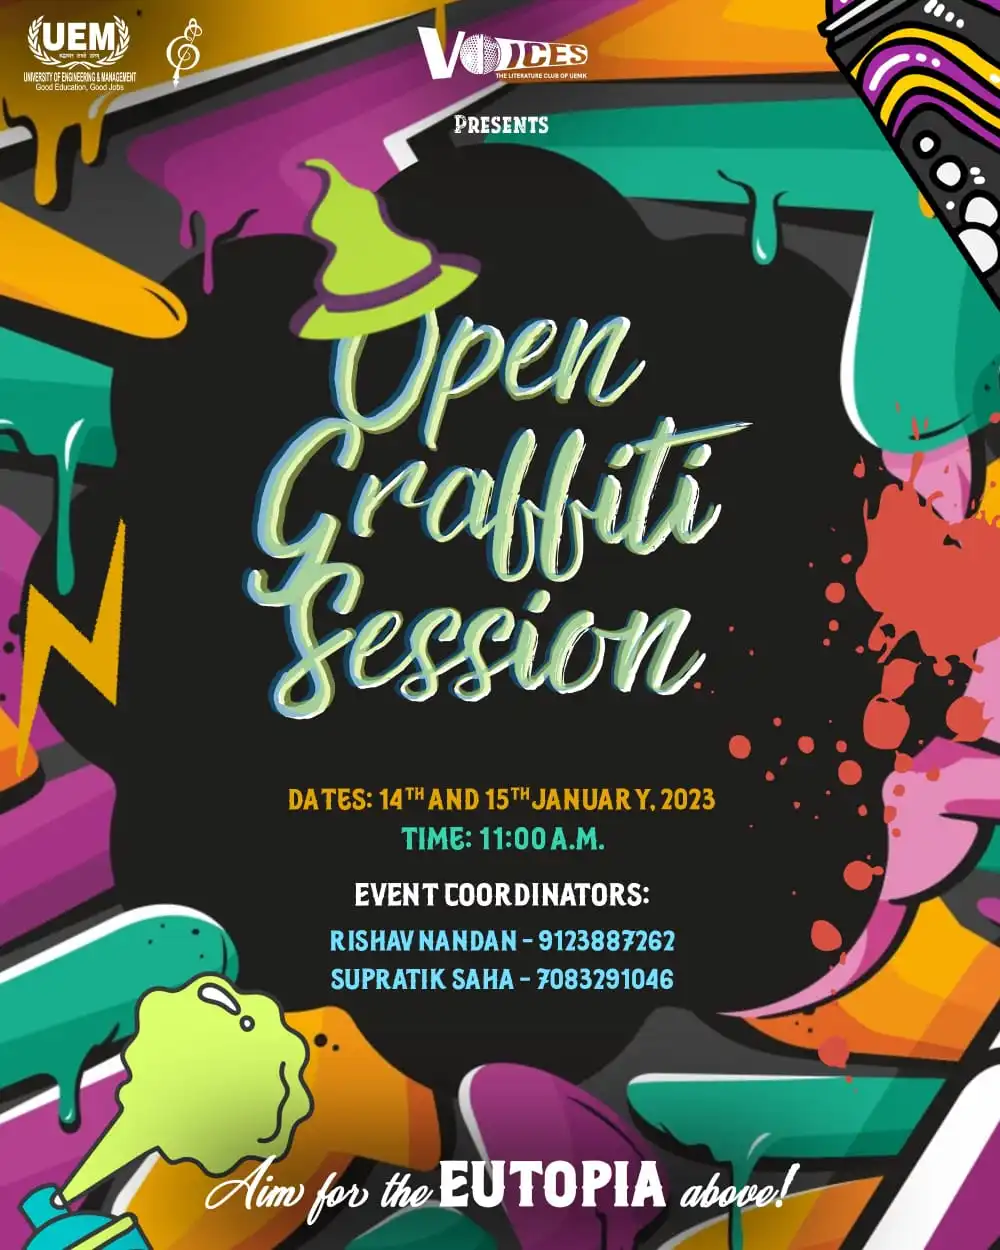 UEM
UNIVERSITY OF ENGINEERING & MANAGEMENT
Good Education, Good Jobs
VOICES
THE LITERATURE CLUB OF UEMK
PRESENTS
Open
Graffiti
Session
DATES: 14TH AND 15TH JANUARY, 2023
TIME: 11:00 A.M.
EVENT COORDINATORS:
RISHAV NANDAN - 9123887262
SUPRATIK SAHA - 7083291046
Aim for the EUTOPIA above!